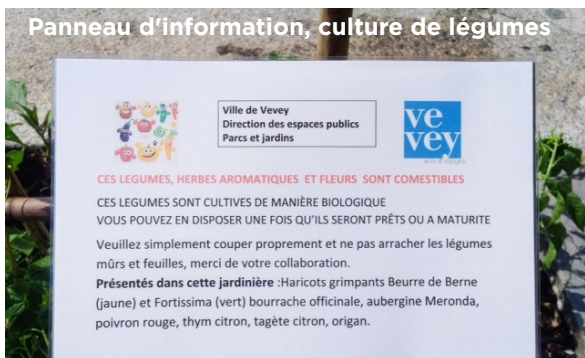 Panneau d'information, culture de légumes
Ville de Vevey
Direction des espaces publics
Parcs et jardins
ve
vey
CES LEGUMES, HERBES AROMATIQUES ET FLEURS SONT COMESTIBLES
CES LEGUMES SONT CULTIVES DE MANIÈRE BIOLOGIQUE
VOUS POUVEZ EN DISPOSER UNE FOIS QU'ILS SERONT PRÊTS OU A MATURITE
Veuillez simplement couper proprement et ne pas arracher les légumes
mûrs et feuilles, merci de votre collaboration.
Présentés dans cette jardinière :Haricots grimpants Beurre de Berne
(jaune) et Fortissima (vert) bourrache officinale, aubergine Meronda,
poivron rouge, thym citron, tagète citron, origan.